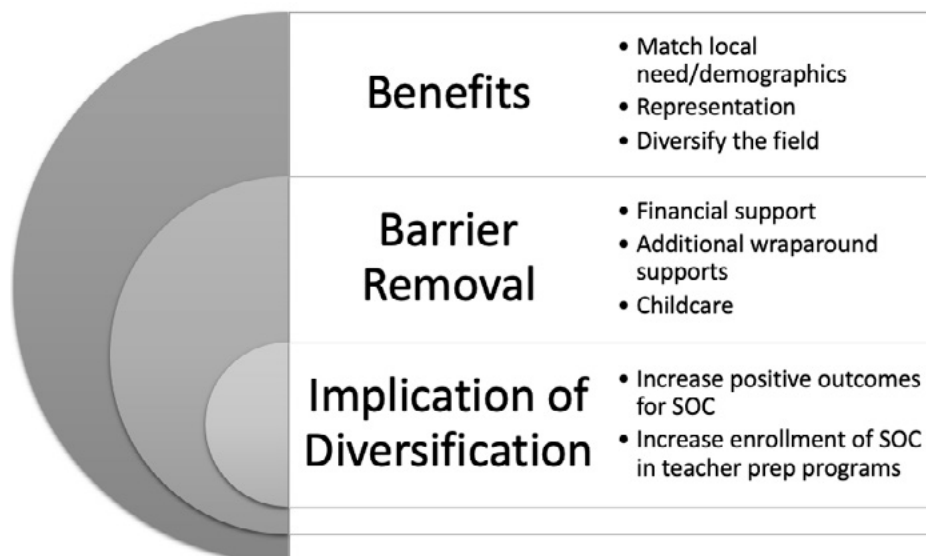 Benefits
• Match local
need/demographics
• Representation
• Diversify the field
Barrier
Removal
• Financial support
• Additional wraparound
supports
• Childcare
Implication of
Diversification
• Increase positive outcomes
for SOC
• Increase enrollment of SOC
in teacher prep programs